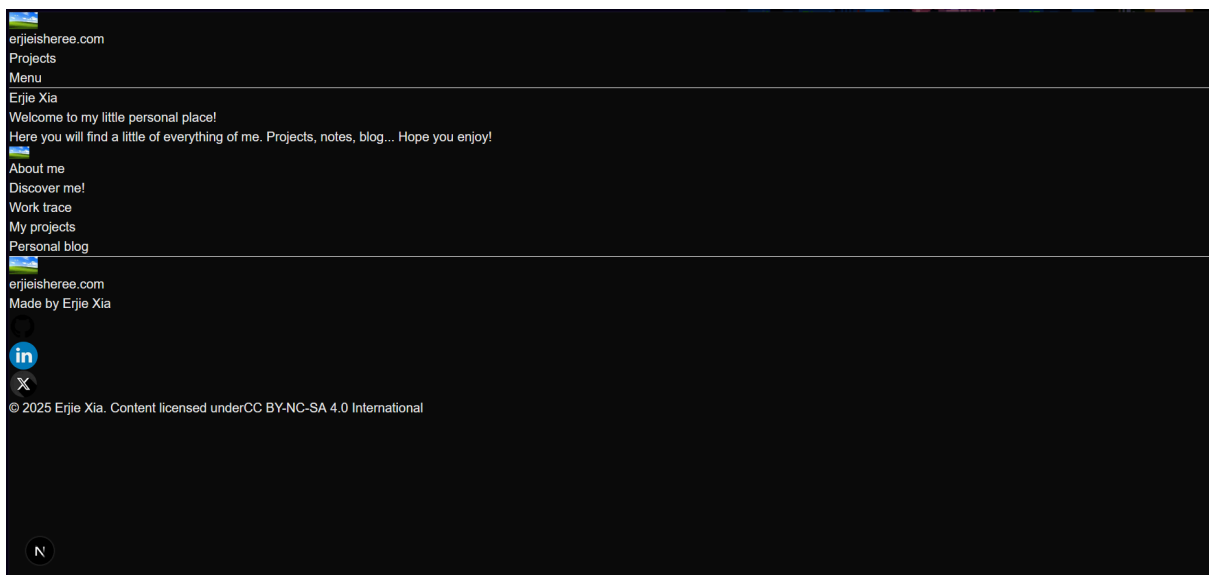 erjieisheree.com
Projects
Menu
Erjie Xia
Welcome to my little personal place!
Here you will find a little of everything of me. Projects, notes, blog... Hope you enjoy!
About me
Discover me!
Work trace
My projects
Personal blog
erjieisheree.com
Made by Erjie Xia
in
X
© 2025 Erjie Xia. Content licensed underCC BY-NC-SA 4.0 International
N